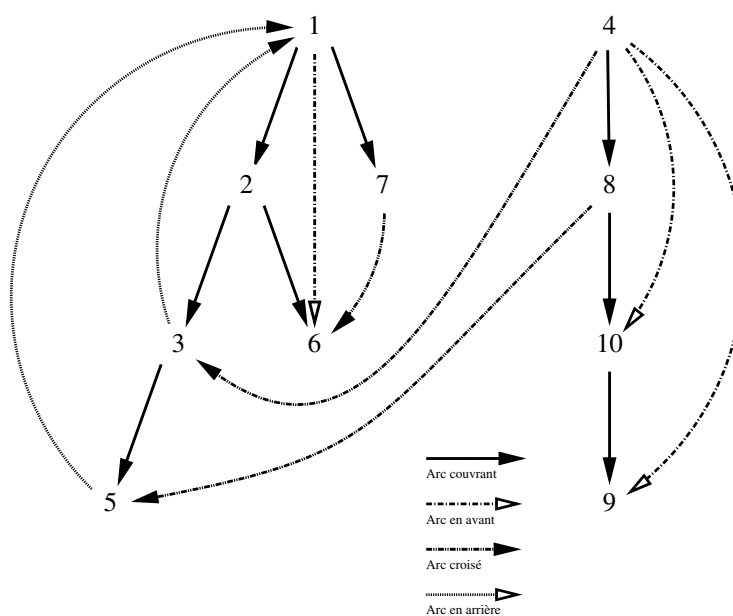 1 4
2 7 8
3 6 10
5 9
Arc couvrant
Arc en avant
Arc croisé
Arc en arrière